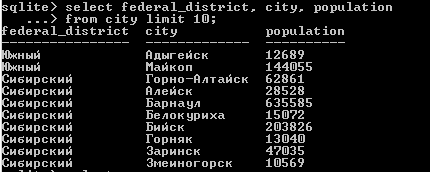 sqlite> select federal_district, city, population
   ...> from city limit 10;
federal_district  city        population
----------------  ----------  ----------
Южный             Адыгейск    12689
Южный             Майкоп      144055
Сибирский         Горно-Алтайск  62861
Сибирский         Алейск      28528
Сибирский         Барнаул     635585
Сибирский         Белокуриха  15072
Сибирский         Бийск       203826
Сибирский         Горняк      13040
Сибирский         Заринск     47035
Сибирский         Змеиногорск  10569